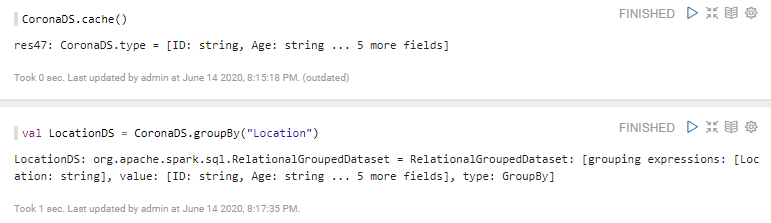 CoronaDS.cache()
FINISHED
res47: CoronaDS.type = [ID: string, Age: string ... 5 more fields]
Took 0 sec. Last updated by admin at June 14 2020, 8:15:18 PM. (outdated)
val LocationDS = CoronaDS.groupBy("Location")
FINISHED
LocationDS: org.apache.spark.sql.RelationalGroupedDataset = RelationalGroupedDataset: [grouping expressions: [Loc
ation: string], value: [ID: string, Age: string ... 5 more fields], type: GroupBy]
Took 1 sec. Last updated by admin at June 14 2020, 8:17:35 PM.